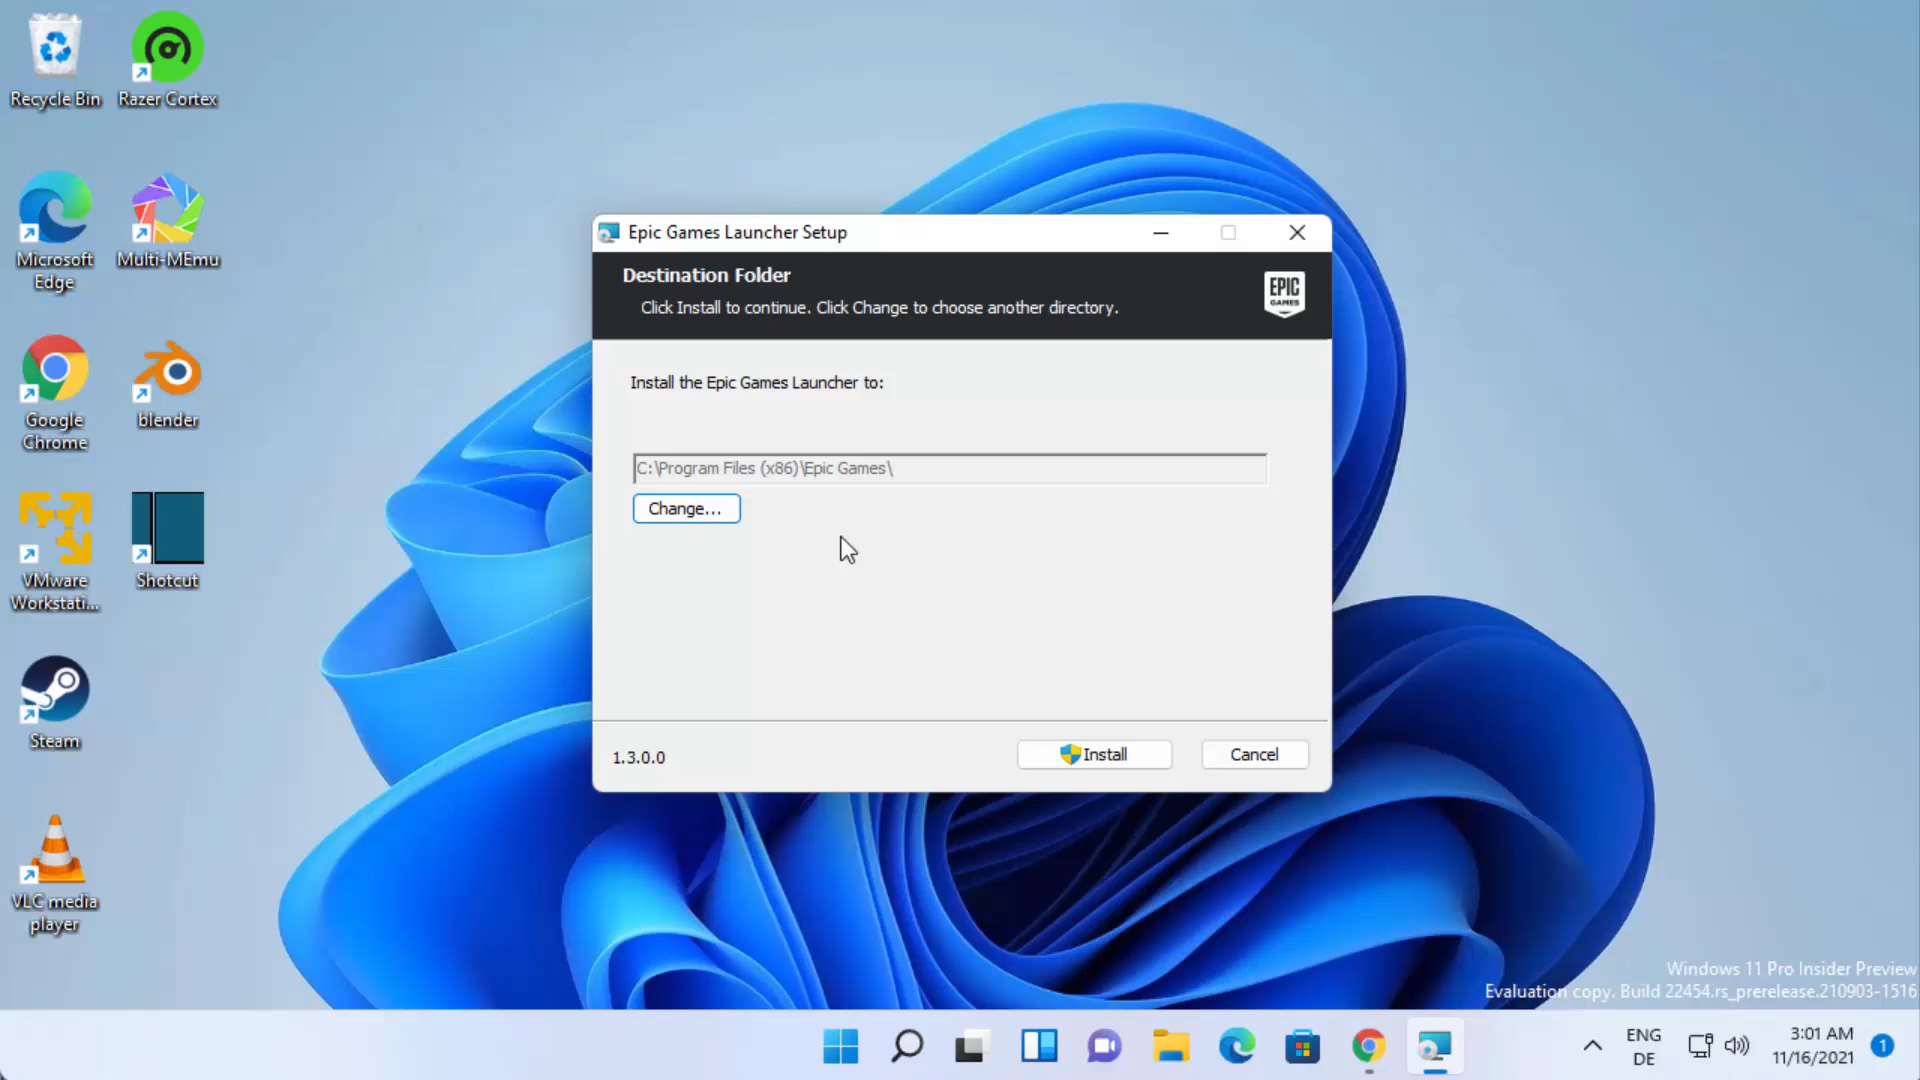 Recycle Bin
Razer Cortex
Microsoft
Edge
Multi-MEmu
Google
Chrome
blender
VMware
Workstati...
Shotcut
Steam
VLC media
player
Epic Games Launcher Setup
Destination Folder
Click Install to continue. Click Change to choose another directory.
EPIC
GAMES
Install the Epic Games Launcher to:
C:\Program Files (x86)\Epic Games\
Change...
1.3.0.0
Install
Cancel
Windows 11 Pro Insider Preview
Evaluation copy. Build 22454.rs_prerelease.210903-1516
ENG
DE
3:01 AM
11/16/2021
1